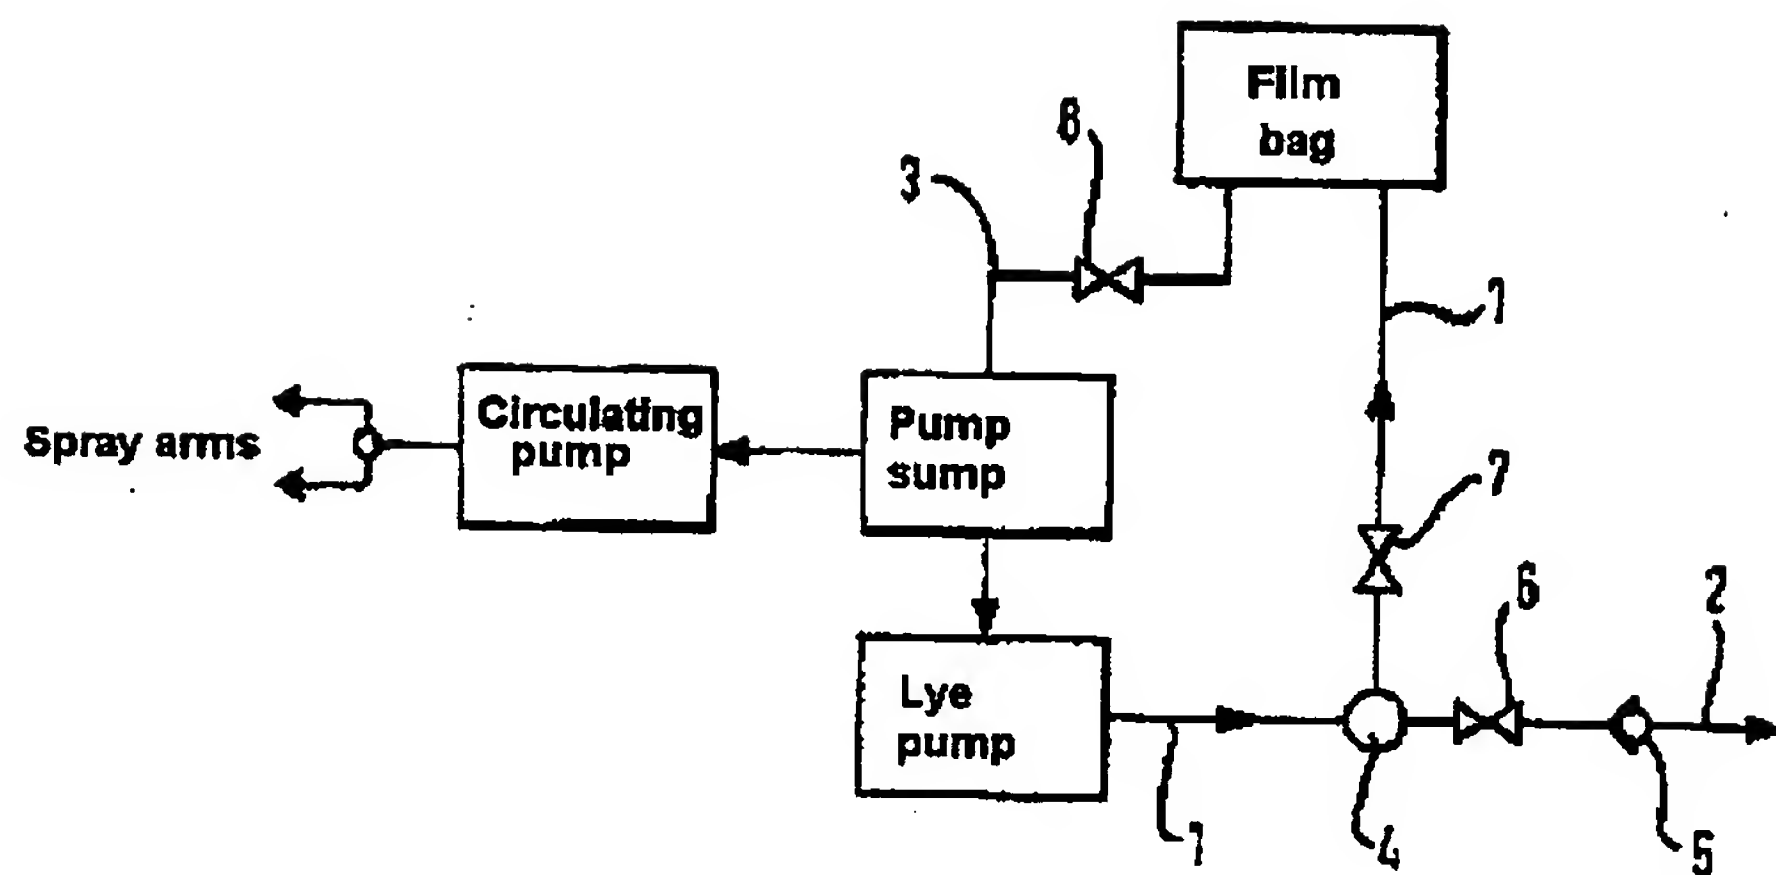 Film
bag
8
3
1
Circulating
pump
Pump
sump
Spray arms
7
6
2
Lye
pump
1
4
5